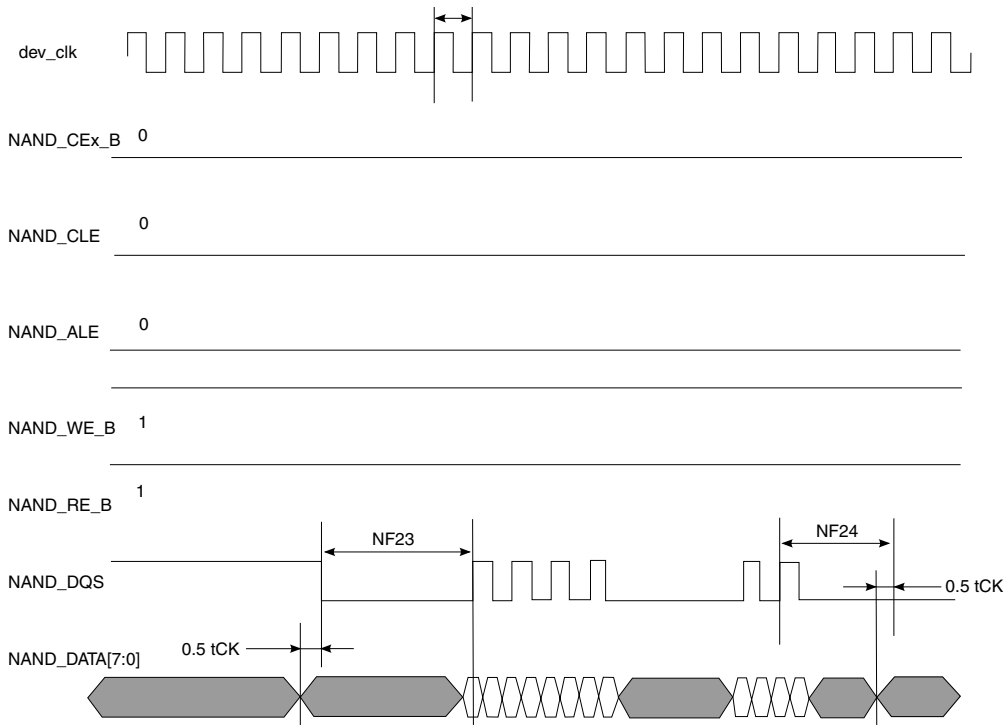 dev_clk
NAND_CEx_B 0
NAND_CLE 0
NAND_ALE 0
NAND_WE_B 1
NAND_RE_B 1
NF23
NF24
NAND_DQS
0.5 tCK
NAND_DATA[7:0]
0.5 tCK